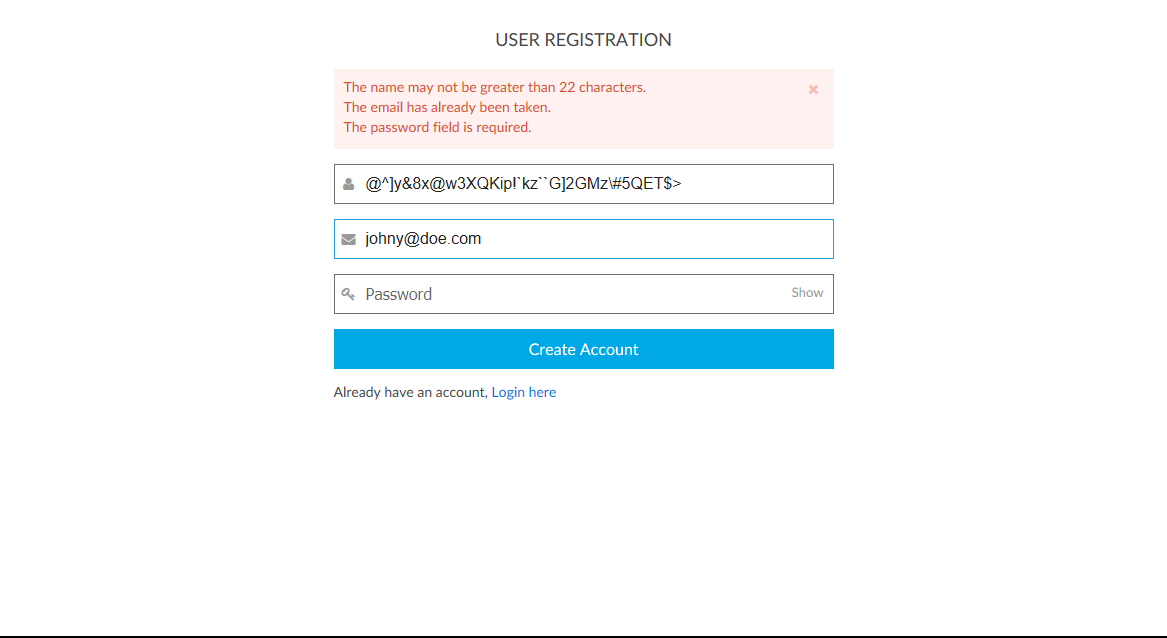 USER REGISTRATION
The name may not be greater than 22 characters.
The email has already been taken.
The password field is required.
@^]y&8x@w3XQKip!`kz``G]2GMz\#5QET$>
johny@doe.com
Password Show
Create Account
Already have an account, Login here